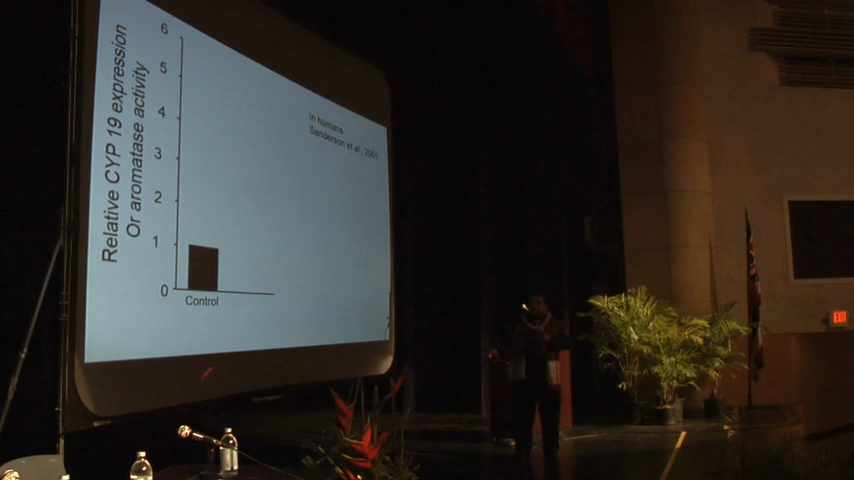 Relative CYP 19 expression
Or aromatase activity
6
5
4
3
2
1
0
Control
In humans
Sanderson et al, 2001
EXIT